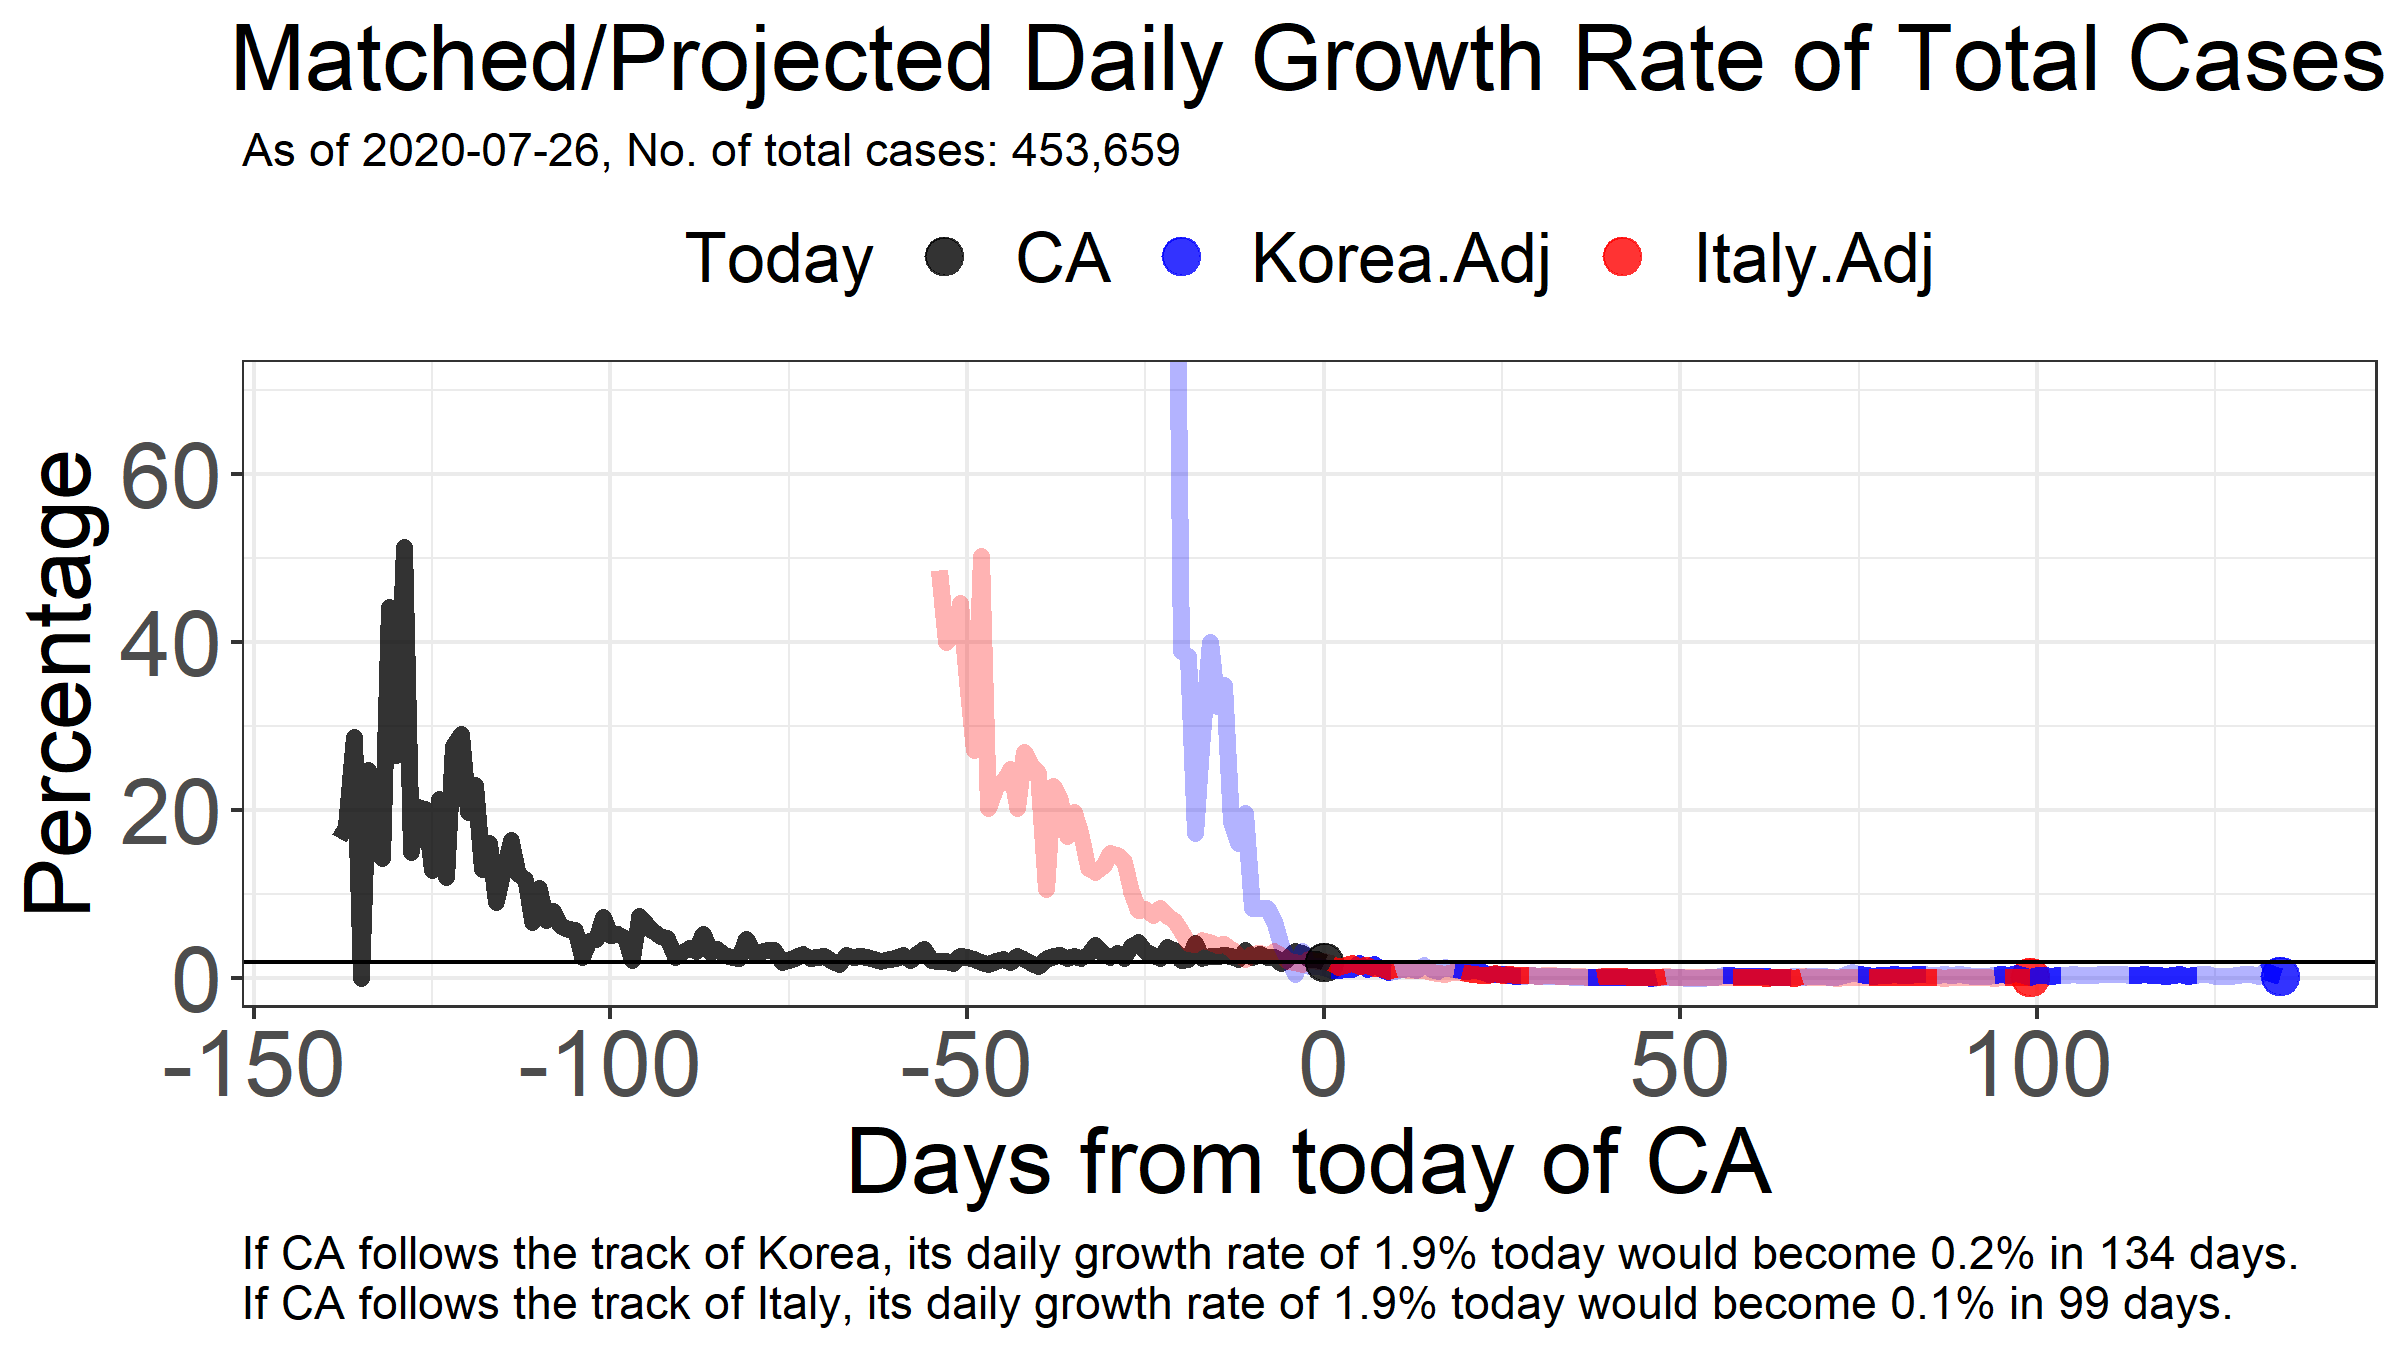 Matched/Projected Daily Growth Rate of Total Cases
As of 2020-07-26, No. of total cases: 453,659
Today CA Korea.Adj Italy.Adj
Percentage
60
40
20
0
-150 -100 -50 0 50 100
Days from today of CA
If CA follows the track of Korea, its daily growth rate of 1.9% today would become 0.2% in 134 days.
If CA follows the track of Italy, its daily growth rate of 1.9% today would become 0.1% in 99 days.